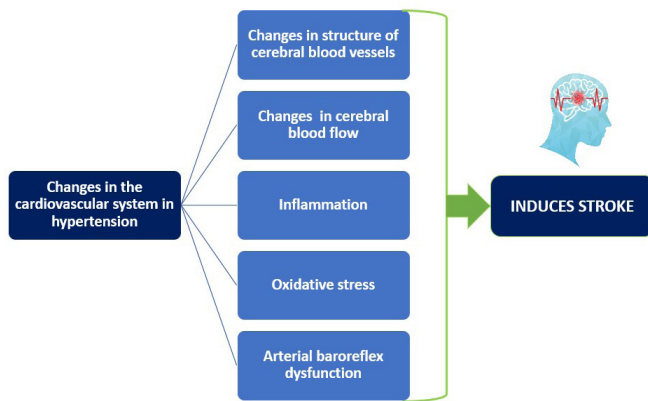 Changes in structure of
cerebral blood vessels
Changes in cerebral
blood flow
Changes in the
cardiovascular system in
hypertension
Inflammation
INDUCES STROKE
Oxidative stress
Arterial baroreflex
dysfunction